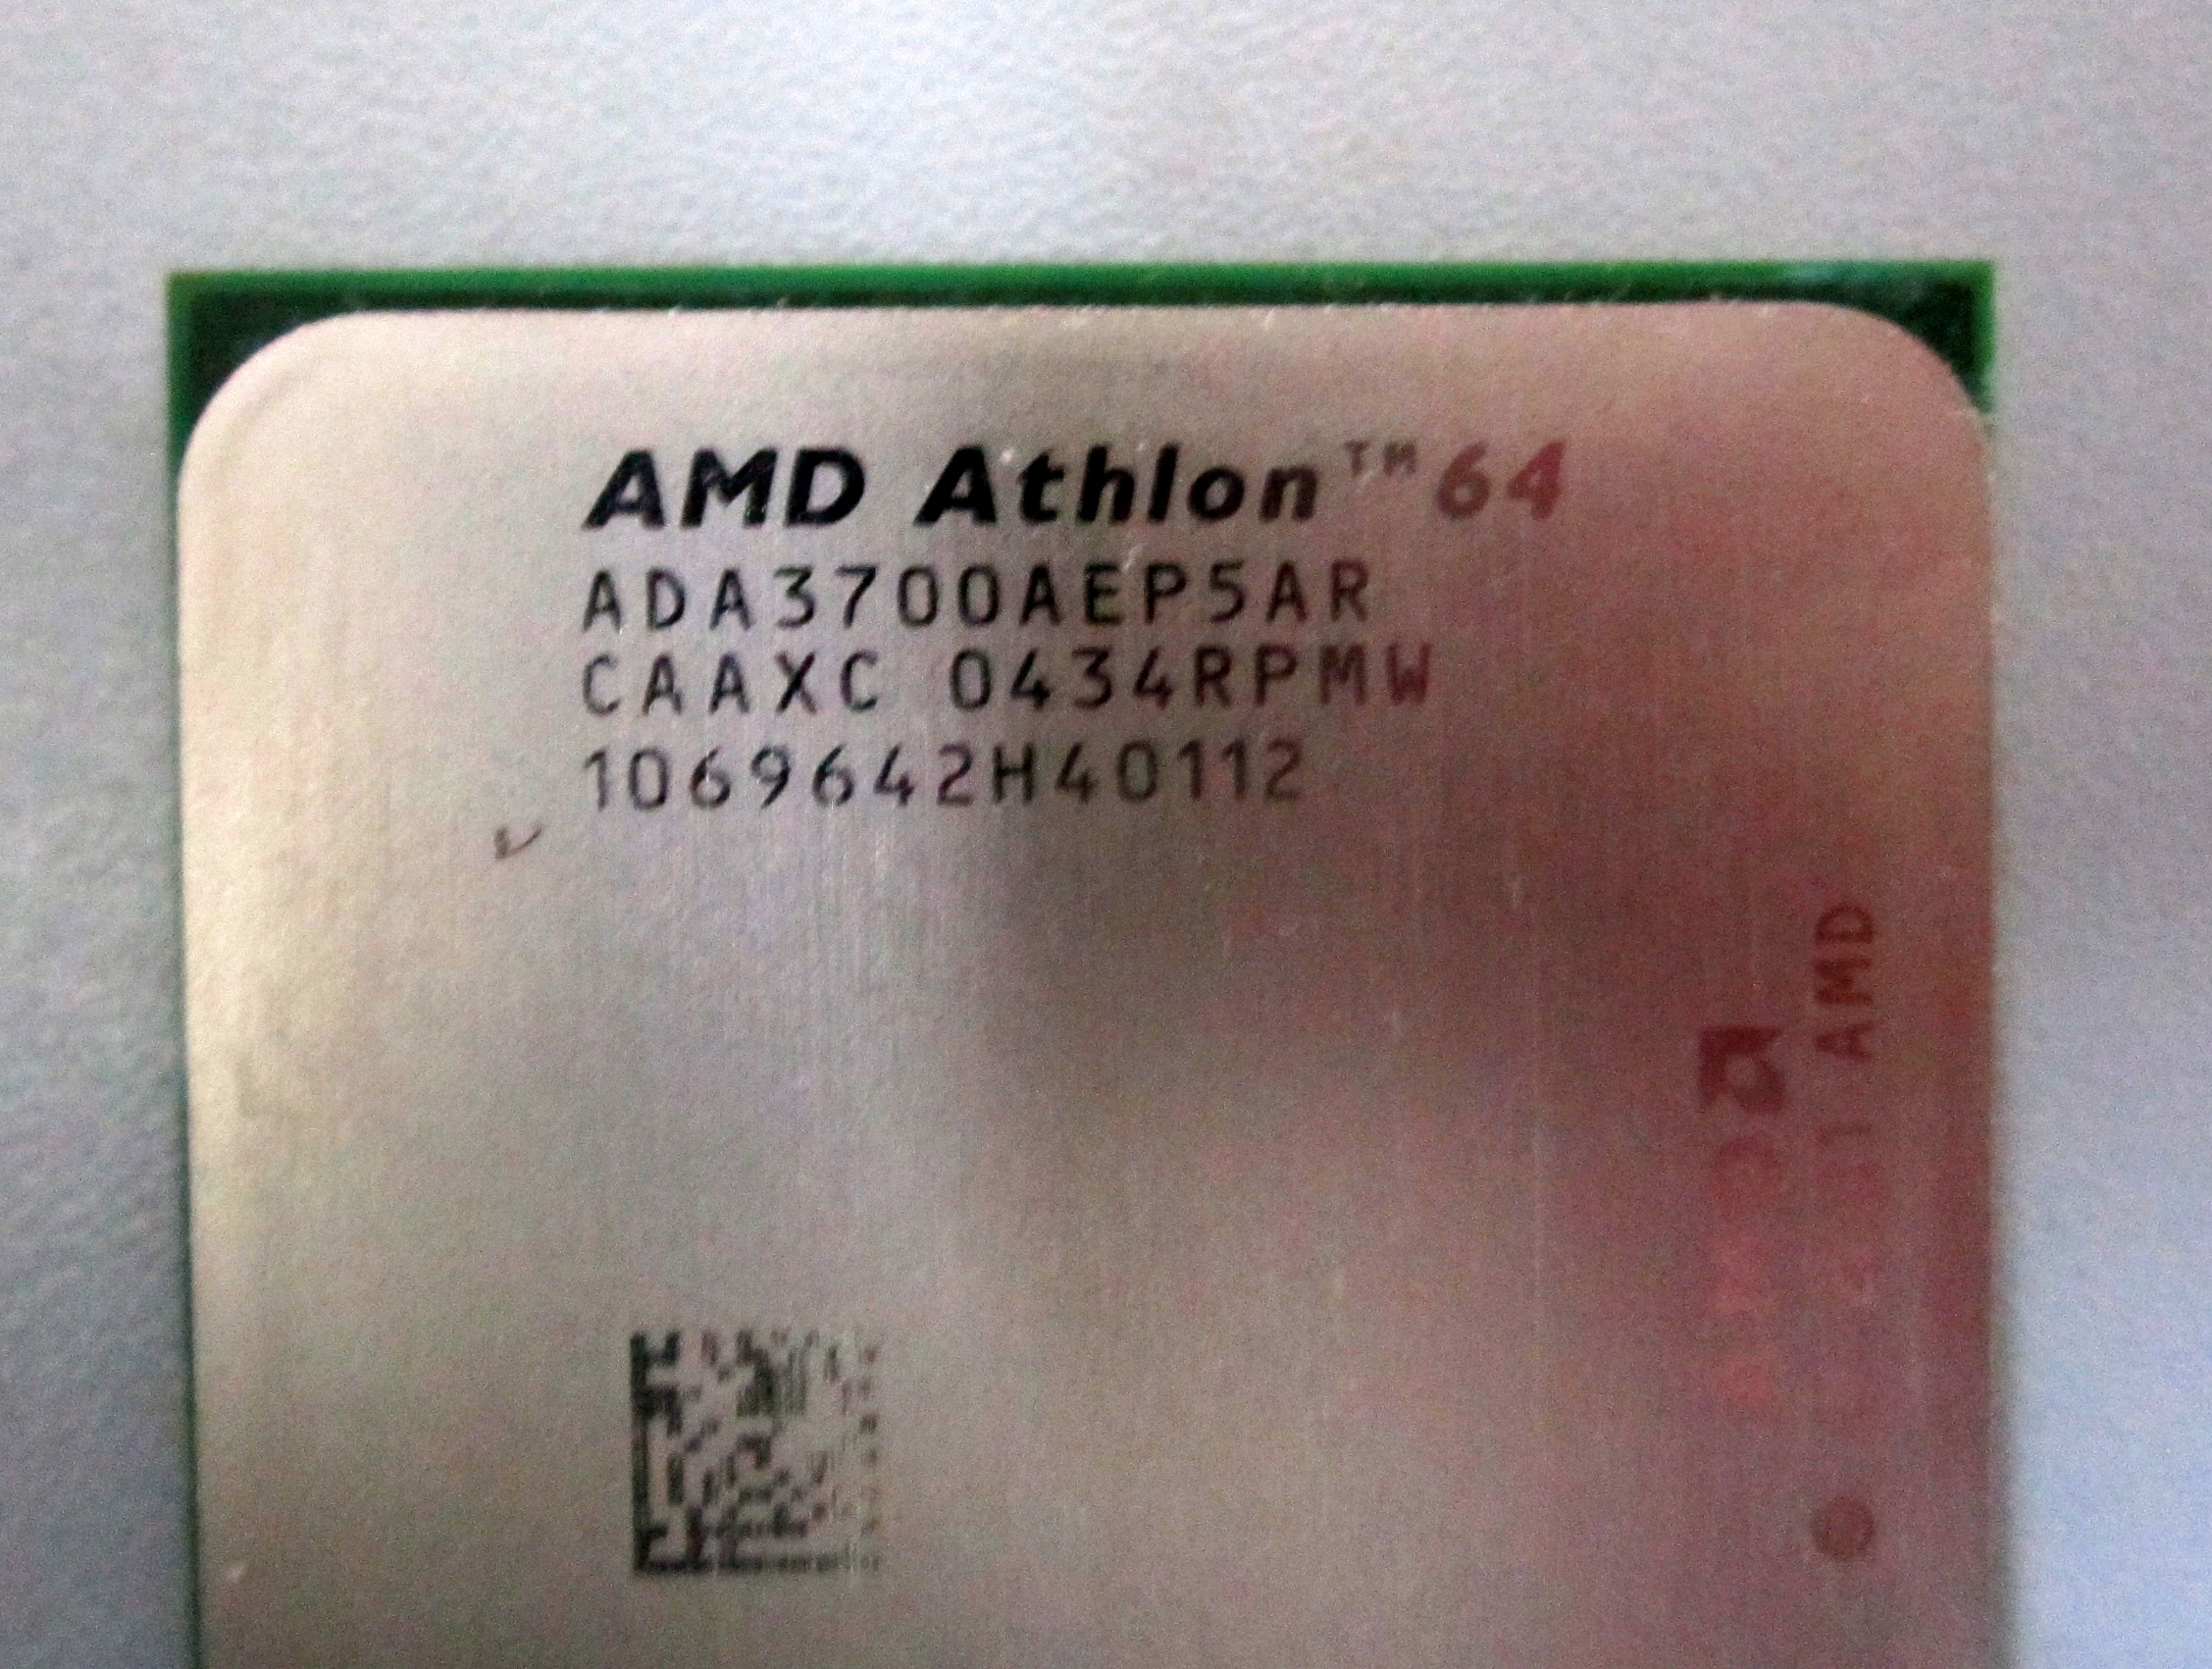 AMD Athlon™ 64
ADA3700AEP5AR
CAAXC 0434RPMW
1069642H40112
AMD